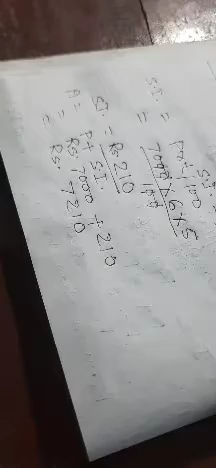 S.I.
S.I. = P×t×r/100
= 7000×6×5/100
S.I. = Rs 210
A = P+ S.I.
= Rs. 7000 + 210
= Rs. 7210